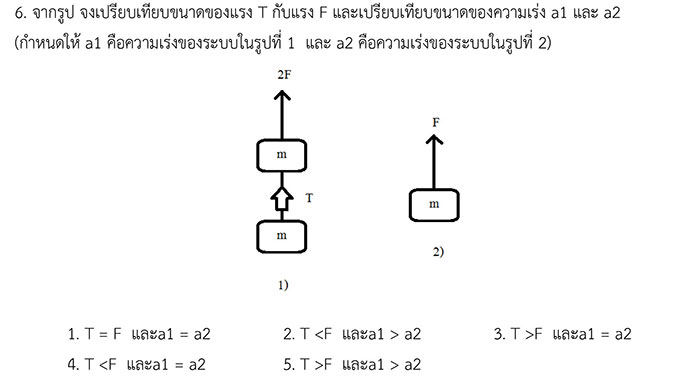 6. จากรูป จงเปรียบเทียบขนาดของแรง T กับแรง F และเปรียบเทียบขนาดของความเร่ง a1 และ a2
(กำหนดให้ a1 คือความเร่งของระบบในรูปที่ 1 และ a2 คือความเร่งของระบบในรูปที่ 2)
2F
F
m
T
m
m
2)
1)
1. T = F และa1 = a2 2. T <F และa1 > a2 3. T >F และa1 = a2
4. T <F และa1 = a2 5. T >F และa1 > a2